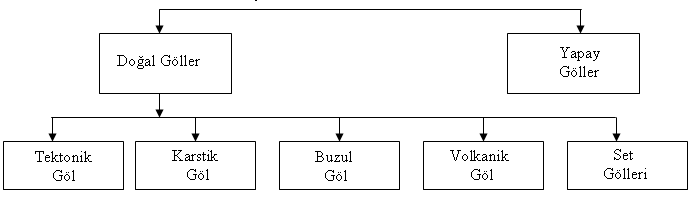 Doğal Göller
Yapay
Göller
Tektonik
Göl
Karstik
Göl
Buzul
Göl
Volkanik
Göl
Set
Gölleri